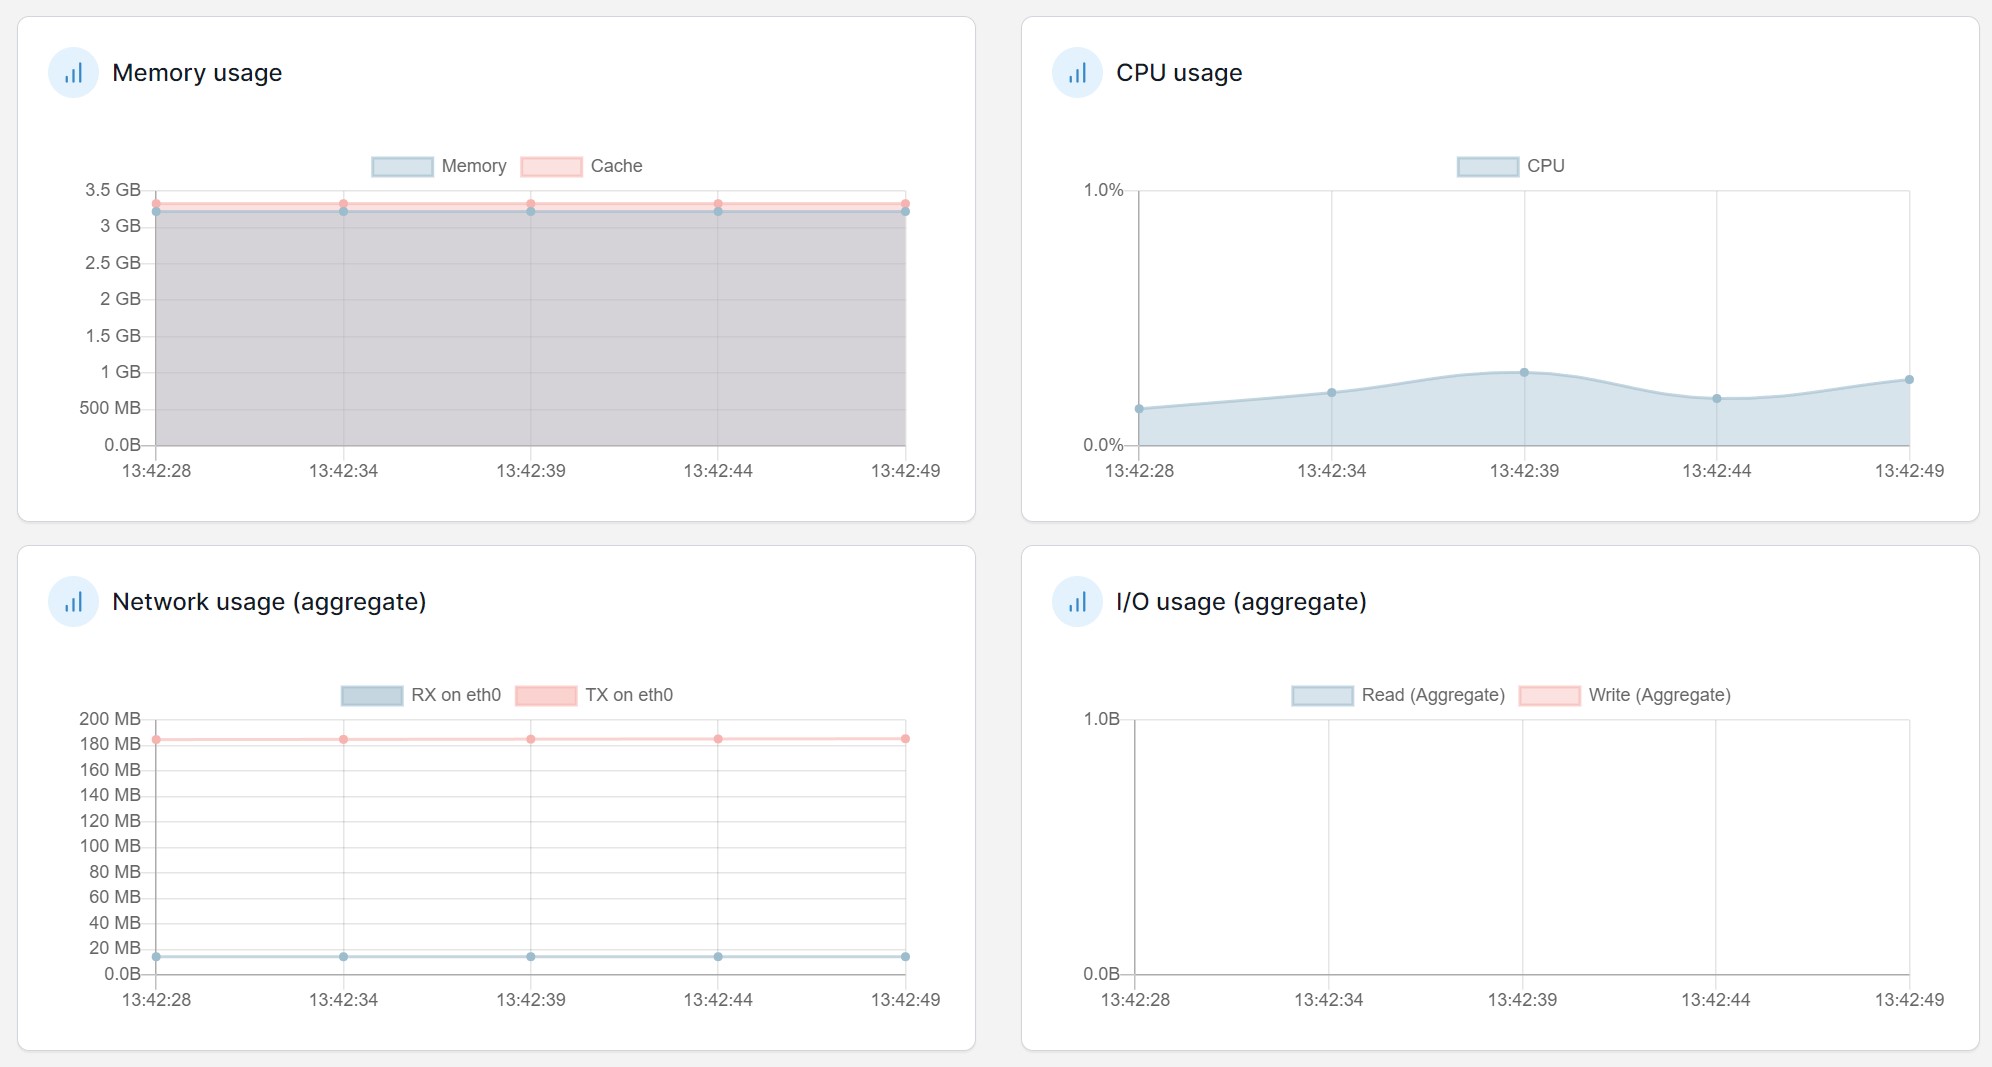 Memory usage
Memory Cache
3.5 GB
3 GB
2.5 GB
2 GB
1.5 GB
1 GB
500 MB
0.0B
13:42:28 13:42:34 13:42:39 13:42:44 13:42:49
CPU usage
CPU
1.0%
0.0%
13:42:28 13:42:34 13:42:39 13:42:44 13:42:49
Network usage (aggregate)
RX on eth0 TX on eth0
200 MB
180 MB
160 MB
140 MB
120 MB
100 MB
80 MB
60 MB
40 MB
20 MB
0.0B
13:42:28 13:42:34 13:42:39 13:42:44 13:42:49
I/O usage (aggregate)
Read (Aggregate) Write (Aggregate)
1.0B
0.0B
13:42:28 13:42:34 13:42:39 13:42:44 13:42:49